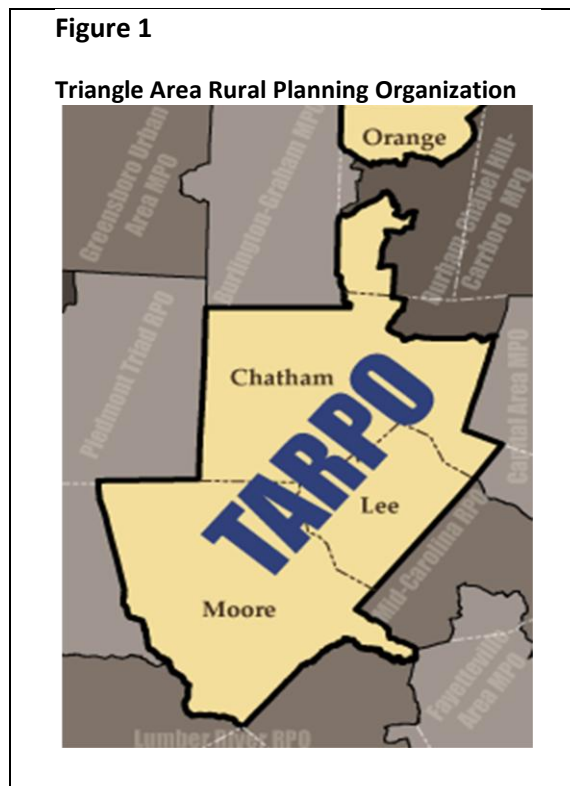 Figure 1
Triangle Area Rural Planning Organization
Orange
Greensboro Urban
Area MPO
Burlington-Graham MPO
Durham-Chapel Hill-
Carrboro MPO
Piedmont Triad RPO
Chatham
TARPO
Capital Area MPO
Lee
Mid-Carolina RPO
Moore
Fayetteville
Area MPO
Lumber River RPO